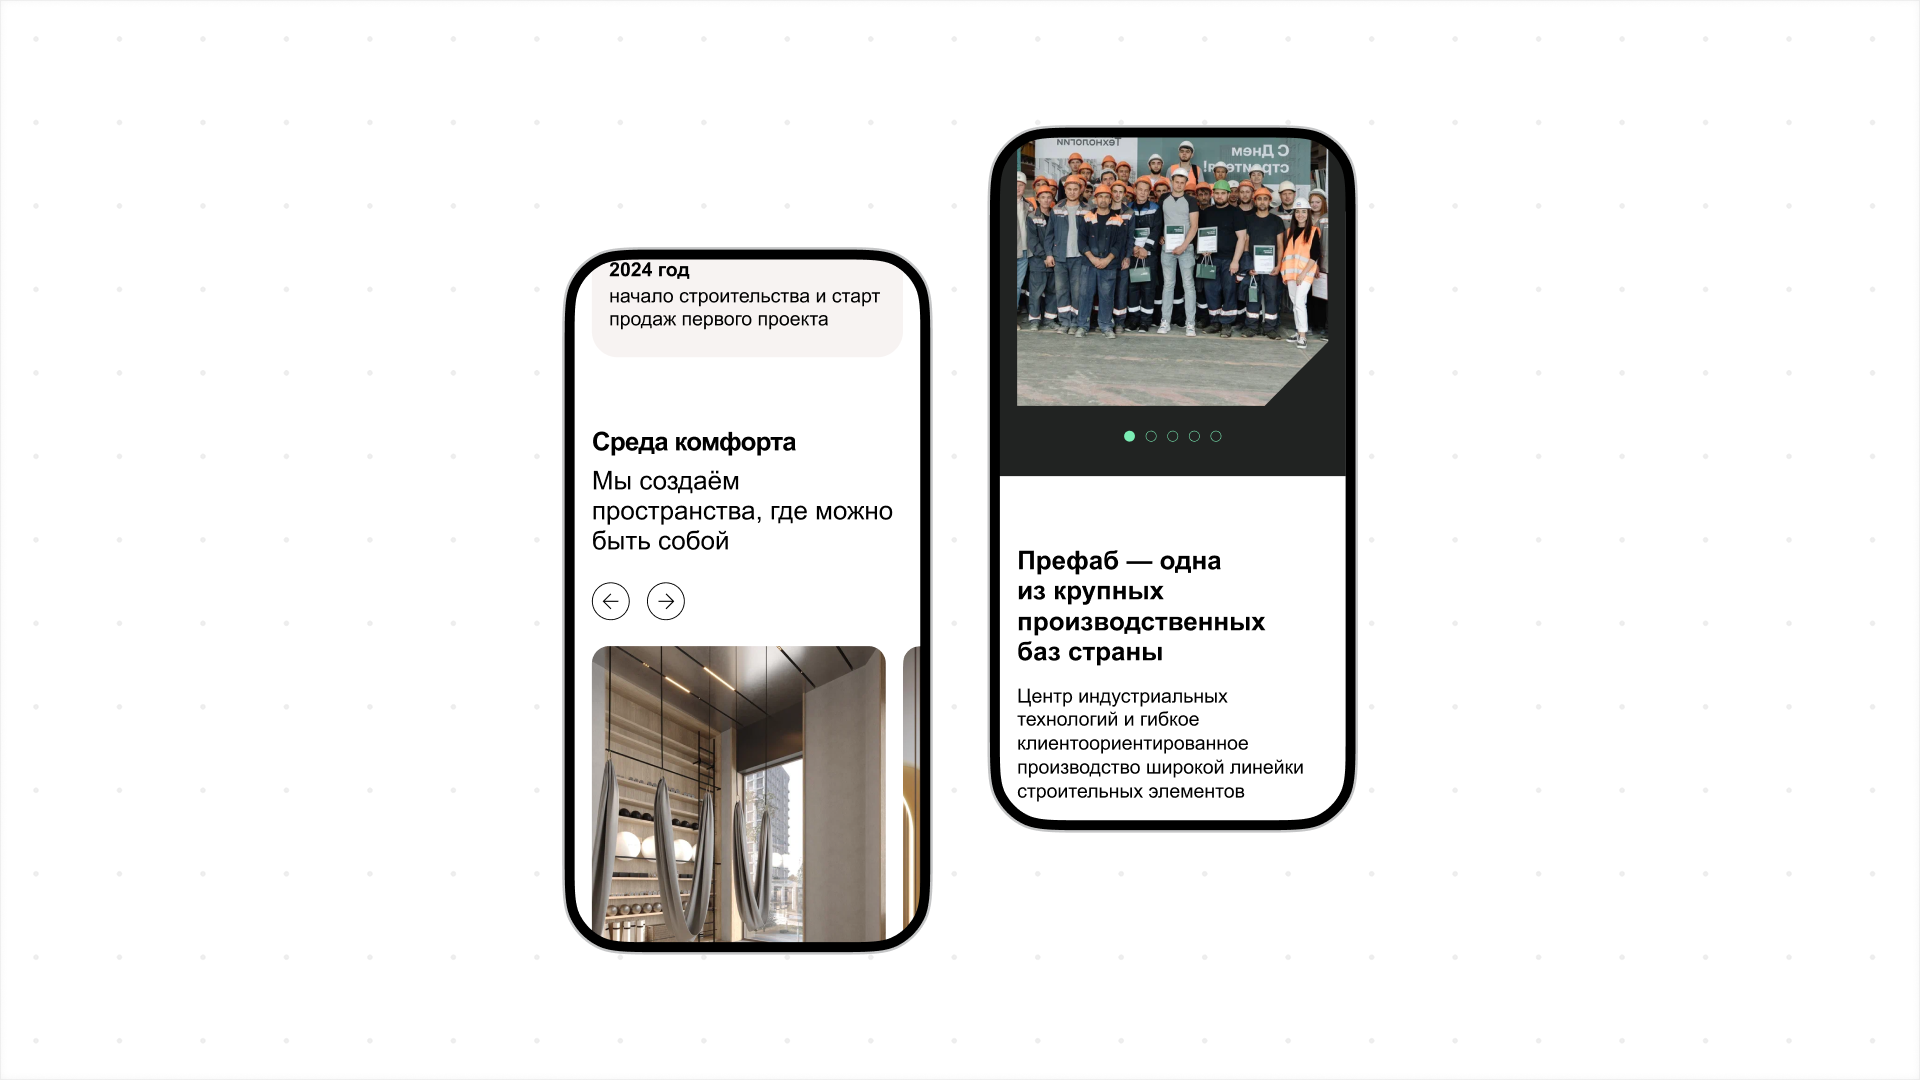 2024 год
начало строительства и старт
продаж первого проекта
Среда комфорта
Мы создаём
пространства, где можно
быть собой
Технологии
С Днем
строителя!
Префаб — одна
из крупных
производственных
баз страны
Центр индустриальных
технологий и гибкое
клиентоориентированное
производство широкой линейки
строительных элементов